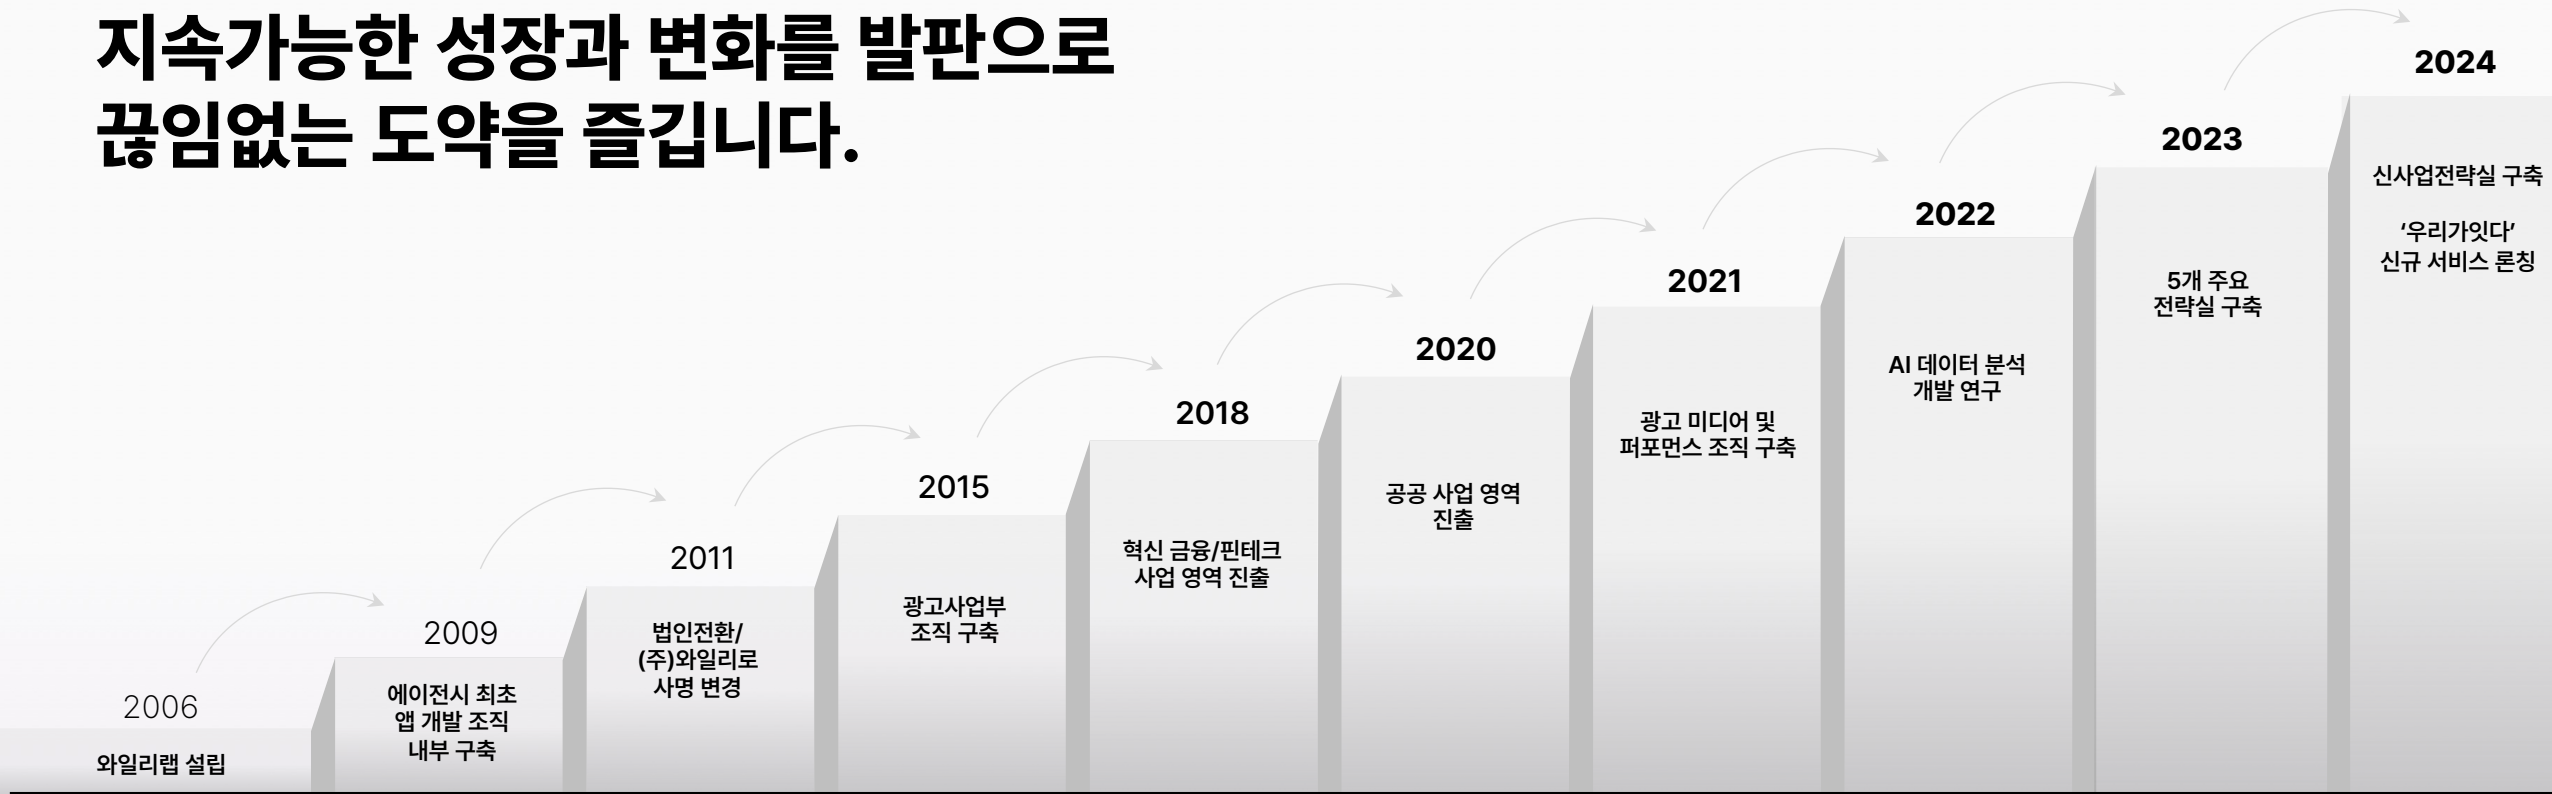 지속가능한 성장과 변화를 발판으로
끊임없는 도약을 즐깁니다.
2006
와일리랩 설립
2009
에이전시 최초
앱 개발 조직
내부 구축
2011
법인전환/
(주)와일리로
사명 변경
2015
광고사업부
조직 구축
2018
혁신 금융/핀테크
사업 영역 진출
2020
공공 사업 영역
진출
2021
광고 미디어 및
퍼포먼스 조직 구축
2022
AI 데이터 분석
개발 연구
2023
5개 주요
전략실 구축
2024
신사업전략실 구축
‘우리가잇다’
신규 서비스 론칭